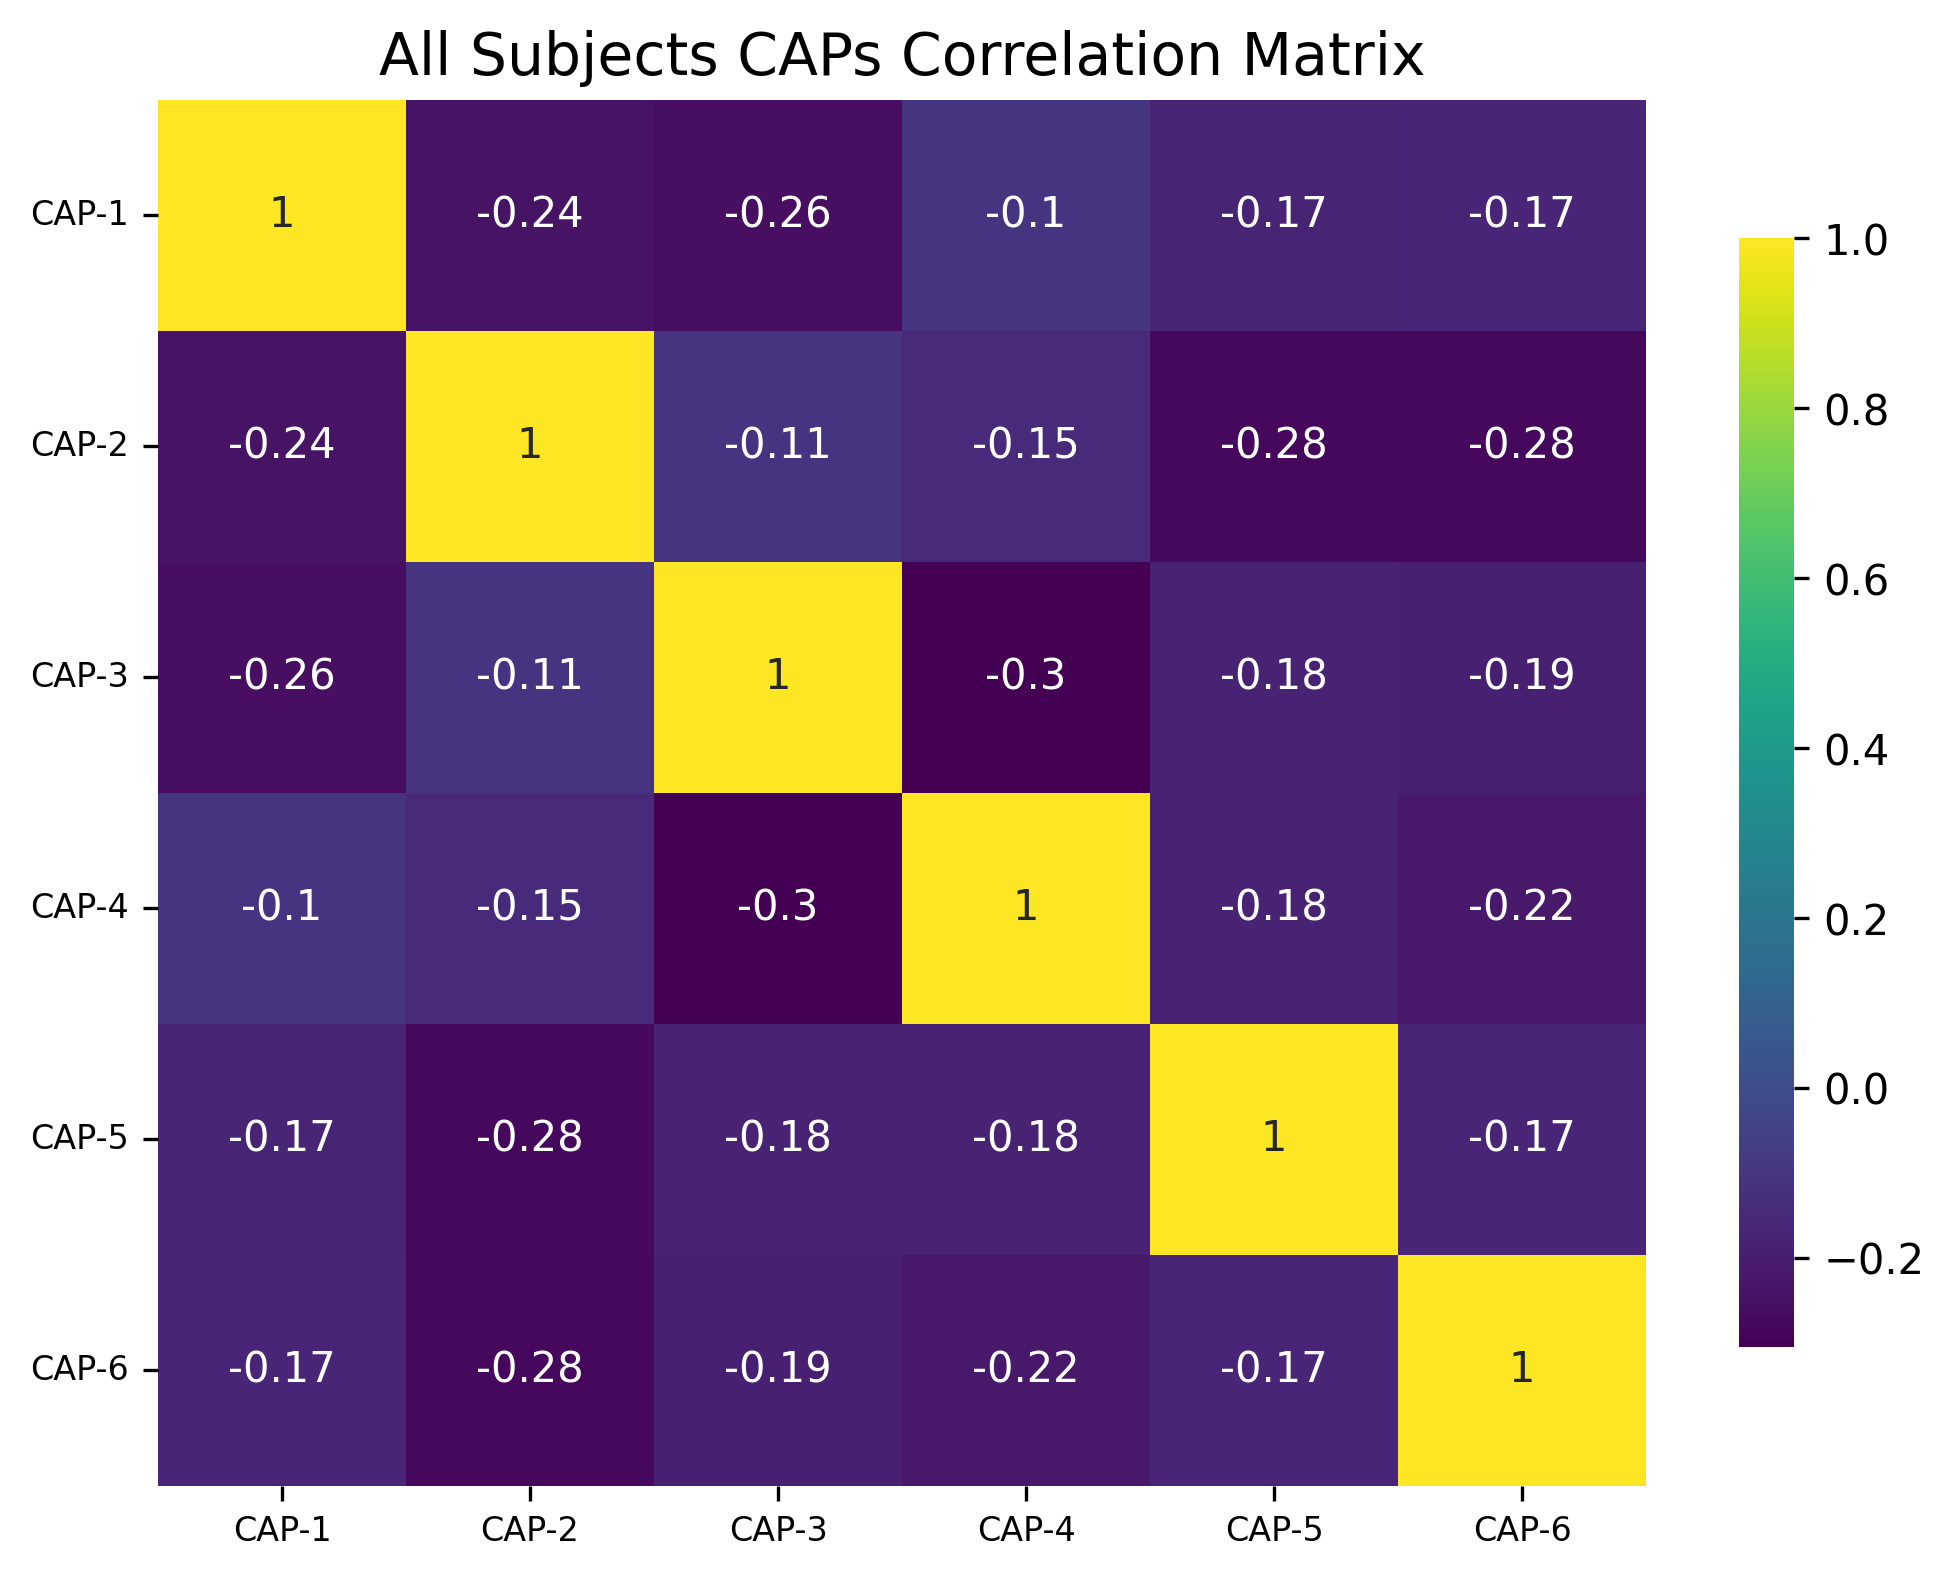 All Subjects CAPs Correlation Matrix
CAP-1 1 -0.24 -0.26 -0.1 -0.17 -0.17
CAP-2 -0.24 1 -0.11 -0.15 -0.28 -0.28
CAP-3 -0.26 -0.11 1 -0.3 -0.18 -0.19
CAP-4 -0.1 -0.15 -0.3 1 -0.18 -0.22
CAP-5 -0.17 -0.28 -0.18 -0.18 1 -0.17
CAP-6 -0.17 -0.28 -0.19 -0.22 -0.17 1
CAP-1 CAP-2 CAP-3 CAP-4 CAP-5 CAP-6
1.0
0.8
0.6
0.4
0.2
0.0
−0.2